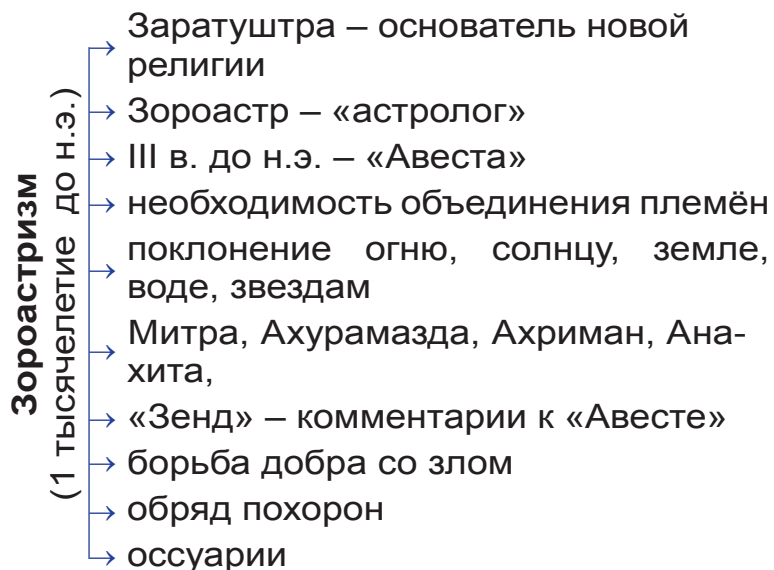 Зороастризм
(1 тысячелетие до н.э.)
Заратуштра – основатель новой
религии
Зороастр – «астролог»
III в. до н.э. – «Авеста»
необходимость объединения племён
поклонение огню, солнцу, земле,
воде, звездам
Митра, Ахурамазда, Ахриман, Ана-
хита,
«Зенд» – комментарии к «Авесте»
борьба добра со злом
обряд похорон
оссуарии